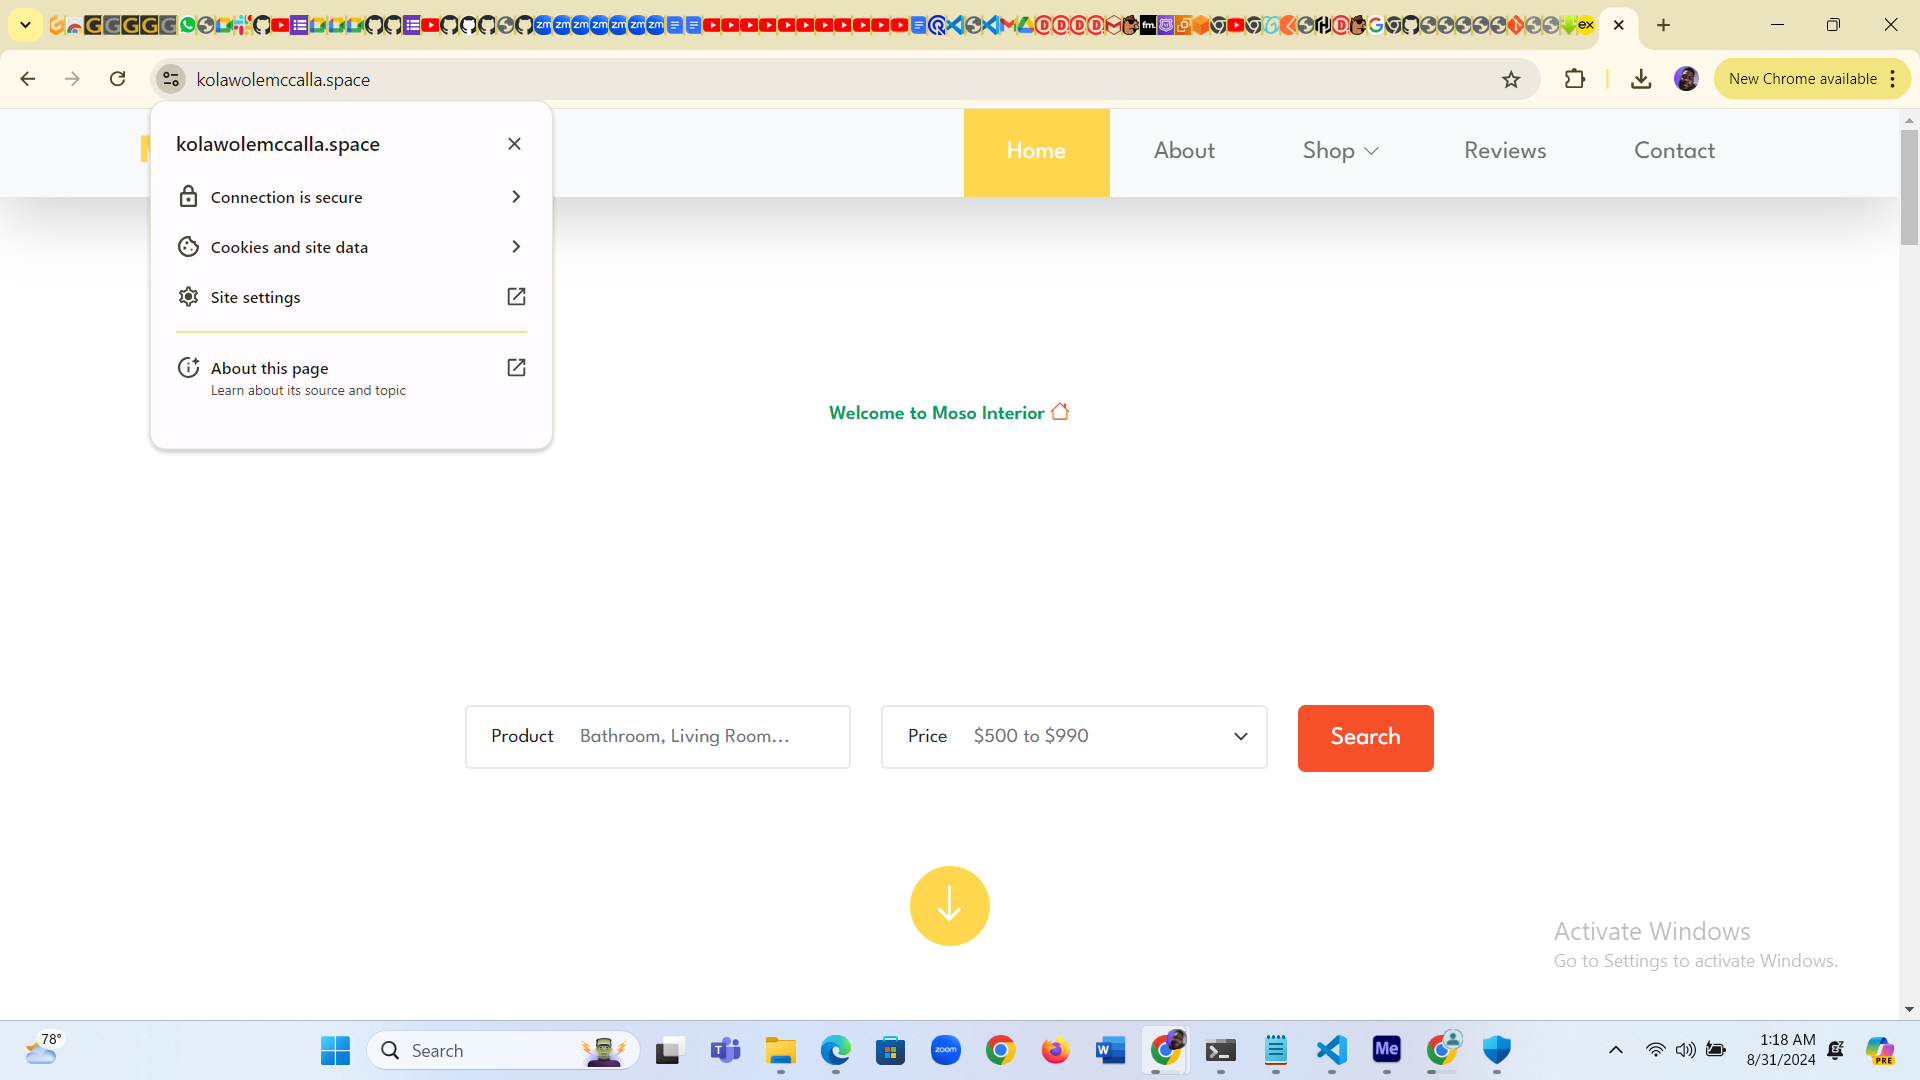 kolawolemccalla.space
New Chrome available
kolawolemccalla.space
Connection is secure
Cookies and site data
Site settings
About this page
Learn about its source and topic
Home
About
Shop
Reviews
Contact
Welcome to Moso Interior
Product
Bathroom, Living Room...
Price
$500 to $990
Search
Activate Windows
Go to Settings to activate Windows.
78°
Search
zoom
Me
1:18 AM
8/31/2024
PRE